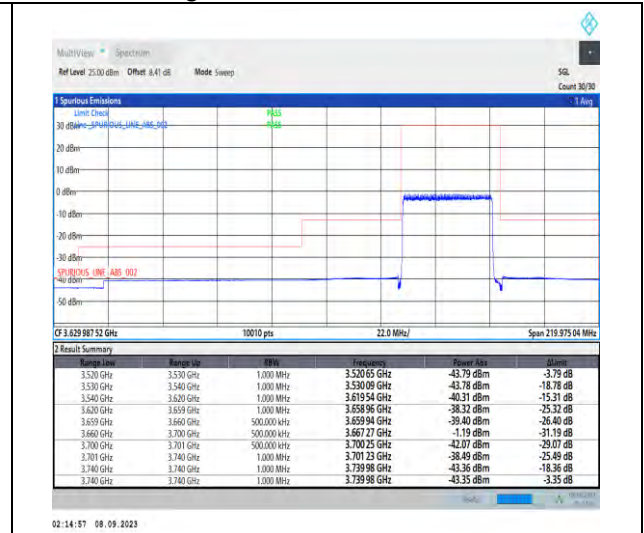 MultiView Spectrum
Ref Level 25.00 dBm Offset 8.41 dB Mode Sweep SGL
Count 30/30
1 Spurious Emissions 1 Avg
Limit Check PASS
30 dBm Line _SPURIOUS_LINE_ABS_002 PASS
20 dBm
10 dBm
0 dBm
-10 dBm
-20 dBm
-30 dBm
SPURIOUS_LINE_ABS_002
-40 dBm
-50 dBm
CF 3.629 987 52 GHz 10010 pts 22.0 MHz/ Span 219.975 04 MHz
2 Result Summary
Range Low Range Up RBW Frequency Power Abs ΔLimit
3.520 GHz 3.530 GHz 1.000 MHz 3.520 65 GHz -43.79 dBm -3.79 dB
3.530 GHz 3.540 GHz 1.000 MHz 3.530 09 GHz -43.78 dBm -18.78 dB
3.540 GHz 3.620 GHz 1.000 MHz 3.619 54 GHz -40.31 dBm -15.31 dB
3.620 GHz 3.659 GHz 1.000 MHz 3.658 96 GHz -38.32 dBm -25.32 dB
3.659 GHz 3.660 GHz 500.000 kHz 3.659 94 GHz -39.40 dBm -26.40 dB
3.660 GHz 3.700 GHz 500.000 kHz 3.667 27 GHz -1.19 dBm -31.19 dB
3.700 GHz 3.701 GHz 500.000 kHz 3.700 25 GHz -42.07 dBm -29.07 dB
3.701 GHz 3.740 GHz 1.000 MHz 3.701 23 GHz -38.49 dBm -25.49 dB
3.740 GHz 3.740 GHz 1.000 MHz 3.739 98 GHz -43.36 dBm -18.36 dB
3.740 GHz 3.740 GHz 1.000 MHz 3.739 98 GHz -43.35 dBm -3.35 dB
02:14:57 08.09.2023